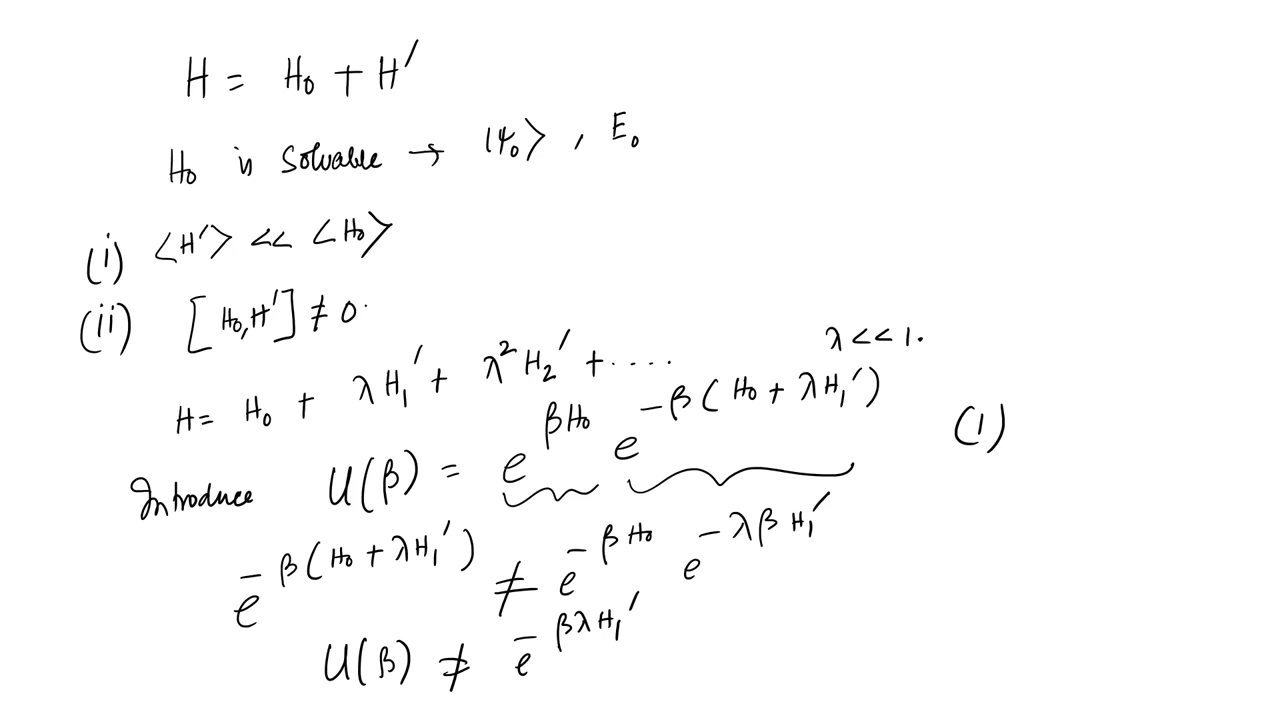 H = H₀ + H′
H₀ is solvable → |ψ₀⟩ , E₀
(i) ⟨H′⟩ << ⟨H₀⟩
(ii) [H₀, H′] ≠ 0.
λ << 1.
H = H₀ + λH₁′ + λ²H₂′ + ....
Introduce U(β) = e^{βH₀} e^{-β(H₀ + λH₁′)} (1)
e^{-β(H₀ + λH₁′)} ≠ e^{-βH₀} e^{-λβH₁′}
U(β) ≠ e^{-βλH₁′}